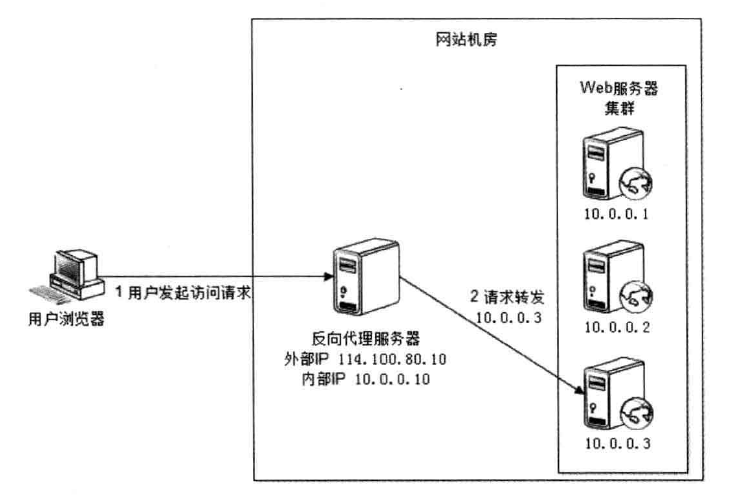 网站机房
Web服务器
集群
10.0.0.1
1 用户发起访问请求
2 请求转发
10.0.0.3
10.0.0.2
用户浏览器
反向代理服务器
外部IP 114.100.80.10
内部IP 10.0.0.10
10.0.0.3